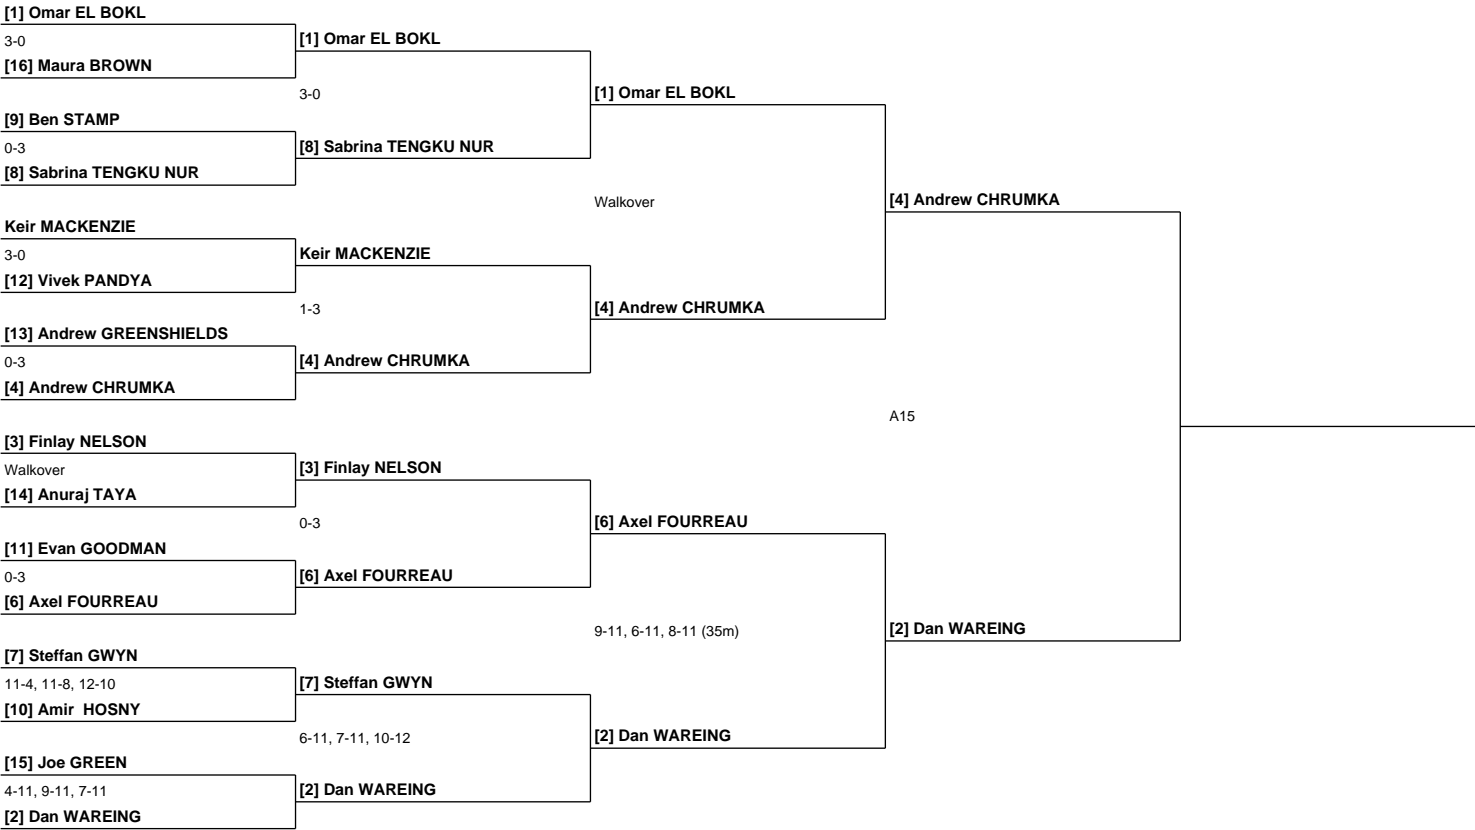 [1] Omar EL BOKL
3-0
[16] Maura BROWN
[9] Ben STAMP
0-3
[8] Sabrina TENGKU NUR
Keir MACKENZIE
3-0
[12] Vivek PANDYA
[13] Andrew GREENSHIELDS
0-3
[4] Andrew CHRUMKA
[3] Finlay NELSON
Walkover
[14] Anuraj TAYA
[11] Evan GOODMAN
0-3
[6] Axel FOURREAU
[7] Steffan GWYN
11-4, 11-8, 12-10
[10] Amir  HOSNY
[15] Joe GREEN
4-11, 9-11, 7-11
[2] Dan WAREING
[1] Omar EL BOKL
3-0
[8] Sabrina TENGKU NUR
Keir MACKENZIE
1-3
[4] Andrew CHRUMKA
[3] Finlay NELSON
0-3
[6] Axel FOURREAU
[7] Steffan GWYN
6-11, 7-11, 10-12
[2] Dan WAREING
[1] Omar EL BOKL
Walkover
[4] Andrew CHRUMKA
[6] Axel FOURREAU
9-11, 6-11, 8-11 (35m)
[2] Dan WAREING
[4] Andrew CHRUMKA
A15
[2] Dan WAREING